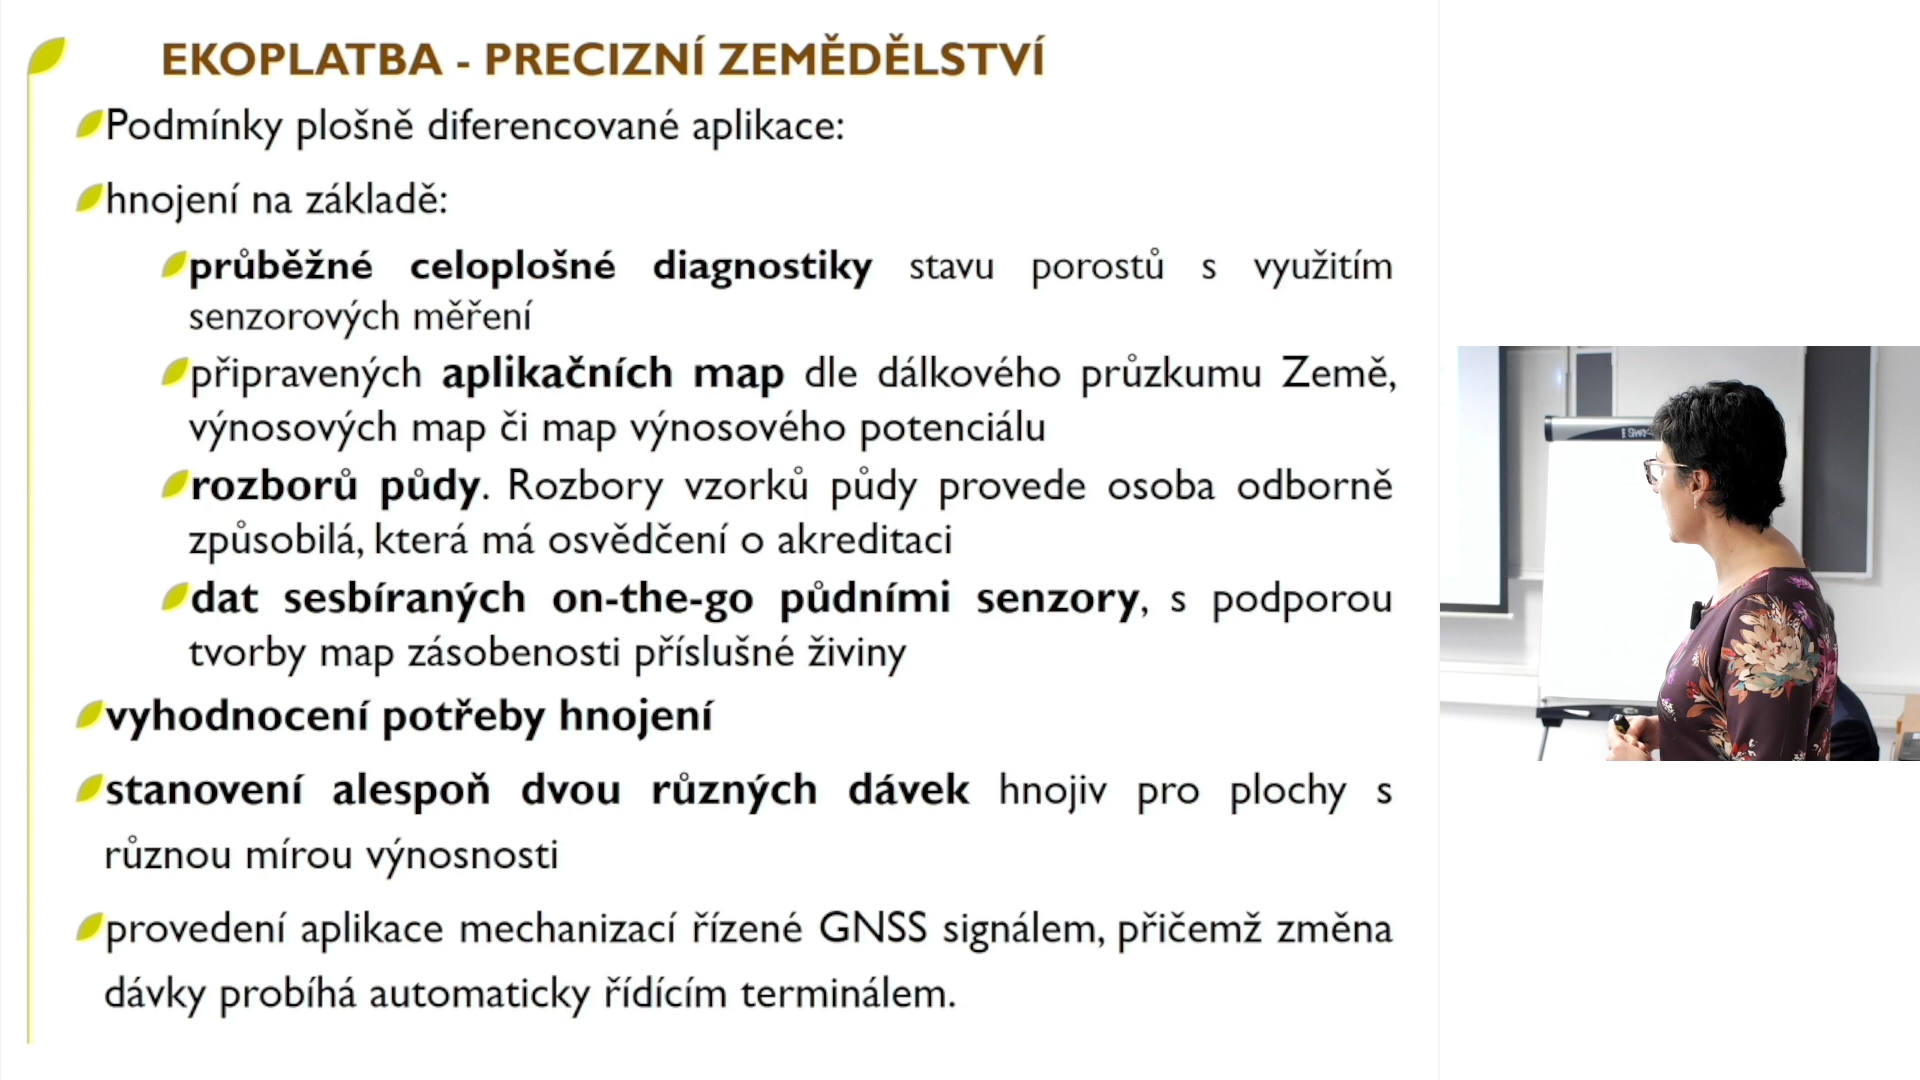 EKOPLATBA - PRECIZNÍ ZEMĚDĚLSTVÍ
Podmínky plošně diferencované aplikace:
hnojení na základě:
průběžné celoplošné diagnostiky stavu porostů s využitím
senzorových měření
připravených aplikačních map dle dálkového průzkumu Země,
výnosových map či map výnosového potenciálu
rozborů půdy. Rozbory vzorků půdy provede osoba odborně
způsobilá, která má osvědčení o akreditaci
dat sesbíraných on-the-go půdními senzory, s podporou
tvorby map zásobenosti příslušné živiny
vyhodnocení potřeby hnojení
stanovení alespoň dvou různých dávek hnojiv pro plochy s
různou mírou výnosnosti
provedení aplikace mechanizací řízené GNSS signálem, přičemž změna
dávky probíhá automaticky řídícím terminálem.